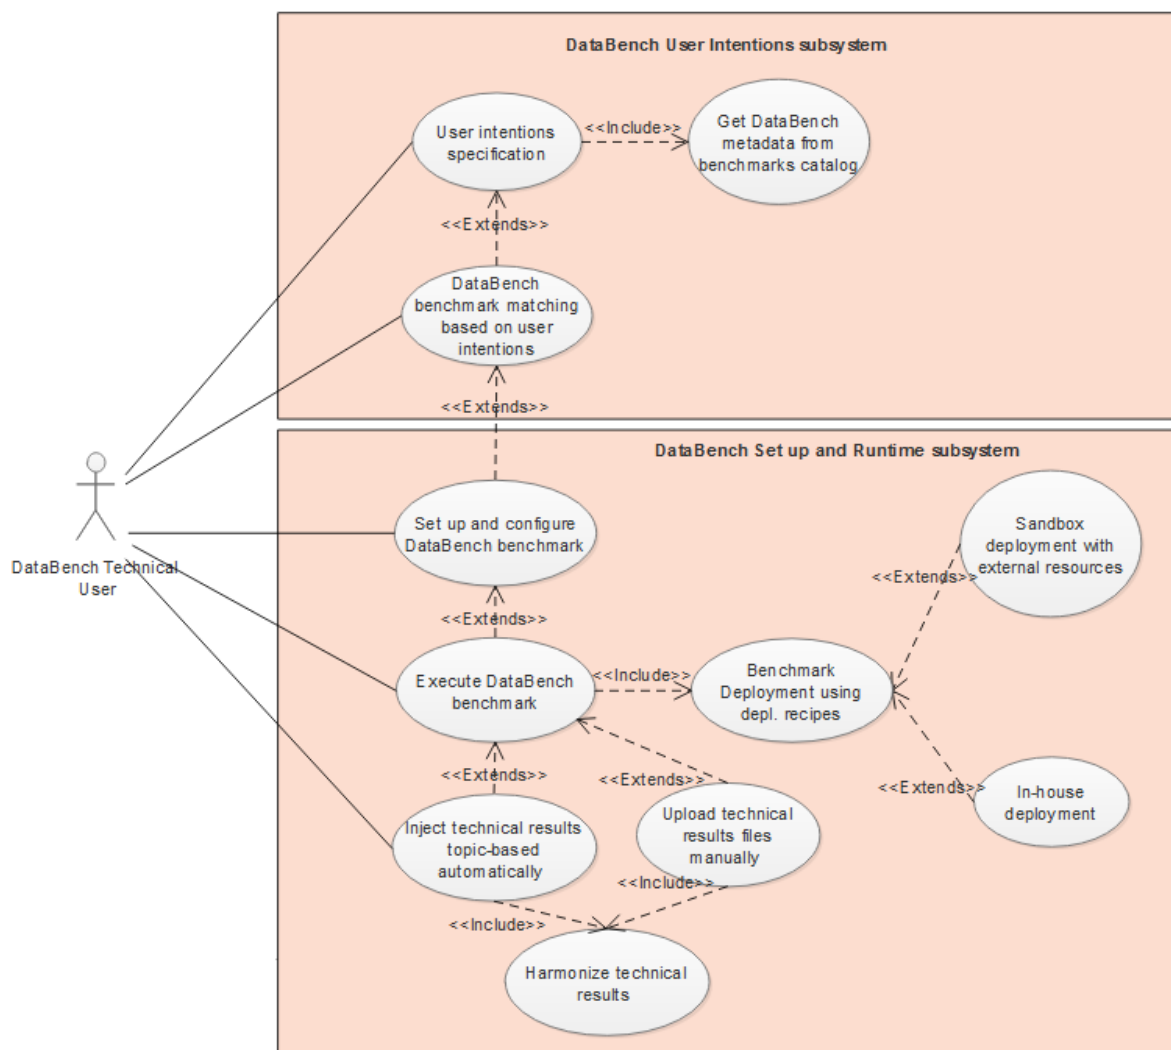 DataBench User Intentions subsystem
User intentions
specification
<<Include>>
Get DataBench
metadata from
benchmarks catalog
<<Extends>>
DataBench
benchmark matching
based on user
intentions
<<Extends>>
DataBench Set up and Runtime subsystem
DataBench Technical
User
Set up and configure
DataBench benchmark
Sandbox
deployment with
external resources
<<Extends>>
<<Extends>>
Execute DataBench
benchmark
<<Include>>
Benchmark
Deployment using
depl. recipes
<<Extends>>
<<Extends>>
<<Extends>>
In-house
deployment
Inject technical results
topic-based
automatically
Upload technical
results files
manually
<<Include>>
<<Include>>
Harmonize technical
results